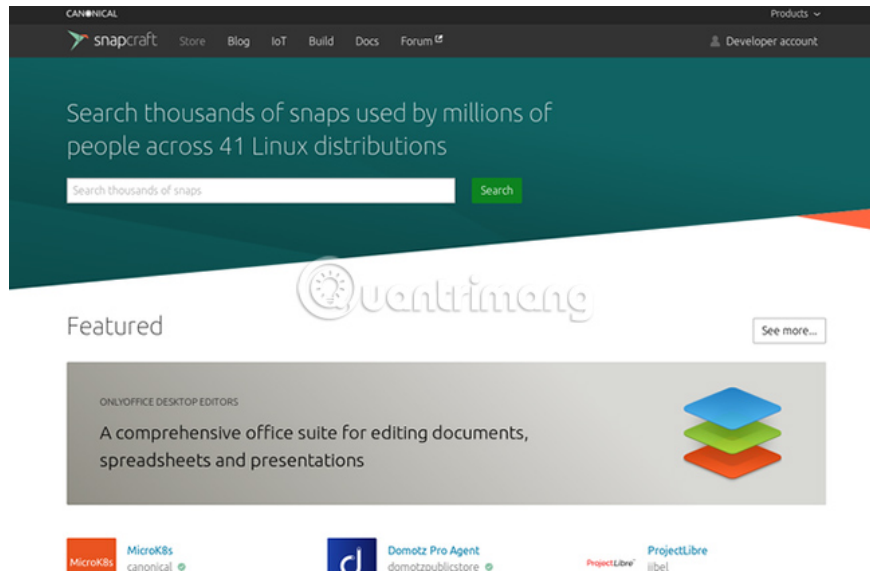 CANONICAL
Products
snapcraft Store Blog IoT Build Docs Forum Developer account
Search thousands of snaps used by millions of
people across 41 Linux distributions
Search thousands of snaps
Search
Quantrimang
Featured
See more...
ONLYOFFICE DESKTOP EDITORS
A comprehensive office suite for editing documents,
spreadsheets and presentations
MicroK8s
MicroK8s
canonical
d
Domotz Pro Agent
domotzpublicstore
ProjectLibre
ProjectLibre
jibel